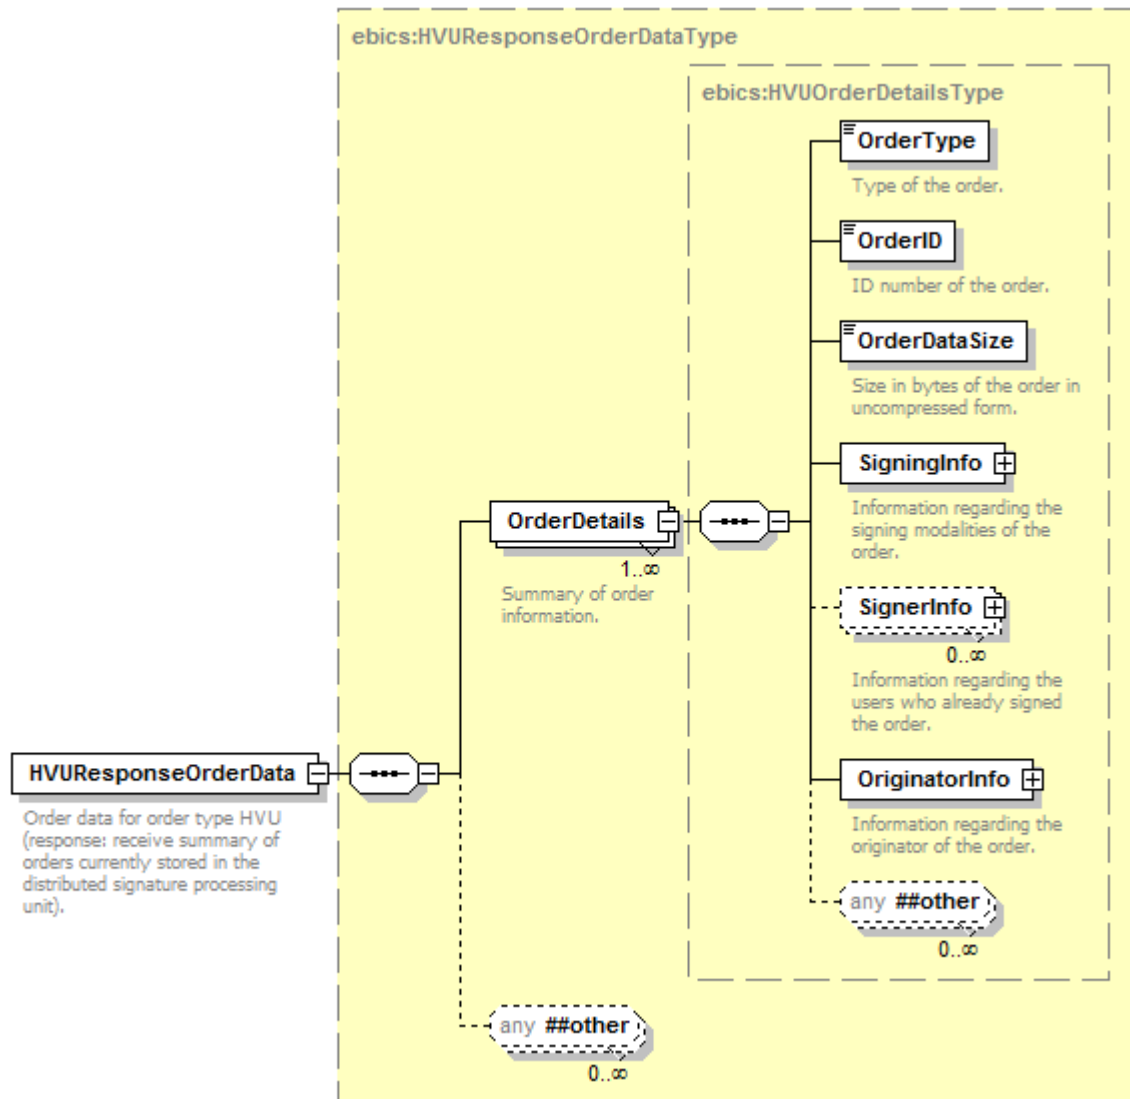 ebics:HVUResponseOrderDataType
ebics:HVUOrderDetailsType
OrderType
Type of the order.
OrderID
ID number of the order.
OrderDataSize
Size in bytes of the order in
uncompressed form.
SigningInfo
Information regarding the
signing modalities of the
order.
OrderDetails
1..∞
Summary of order
information.
SignerInfo
0..∞
Information regarding the
users who already signed
the order.
HVUResponseOrderData
Order data for order type HVU
(response: receive summary of
orders currently stored in the
distributed signature processing
unit).
OriginatorInfo
Information regarding the
originator of the order.
any ##other
0..∞
any ##other
0..∞